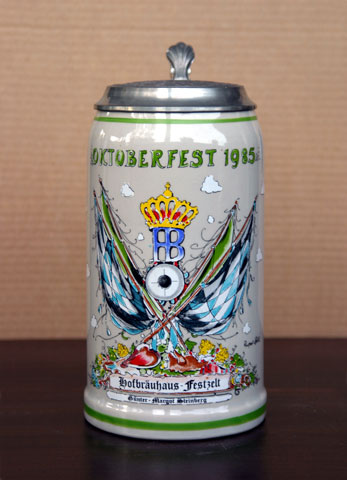 OKTOBERFEST 1985
HB
Hofbräuhaus-Festzelt
Günter-Margot Steinberg